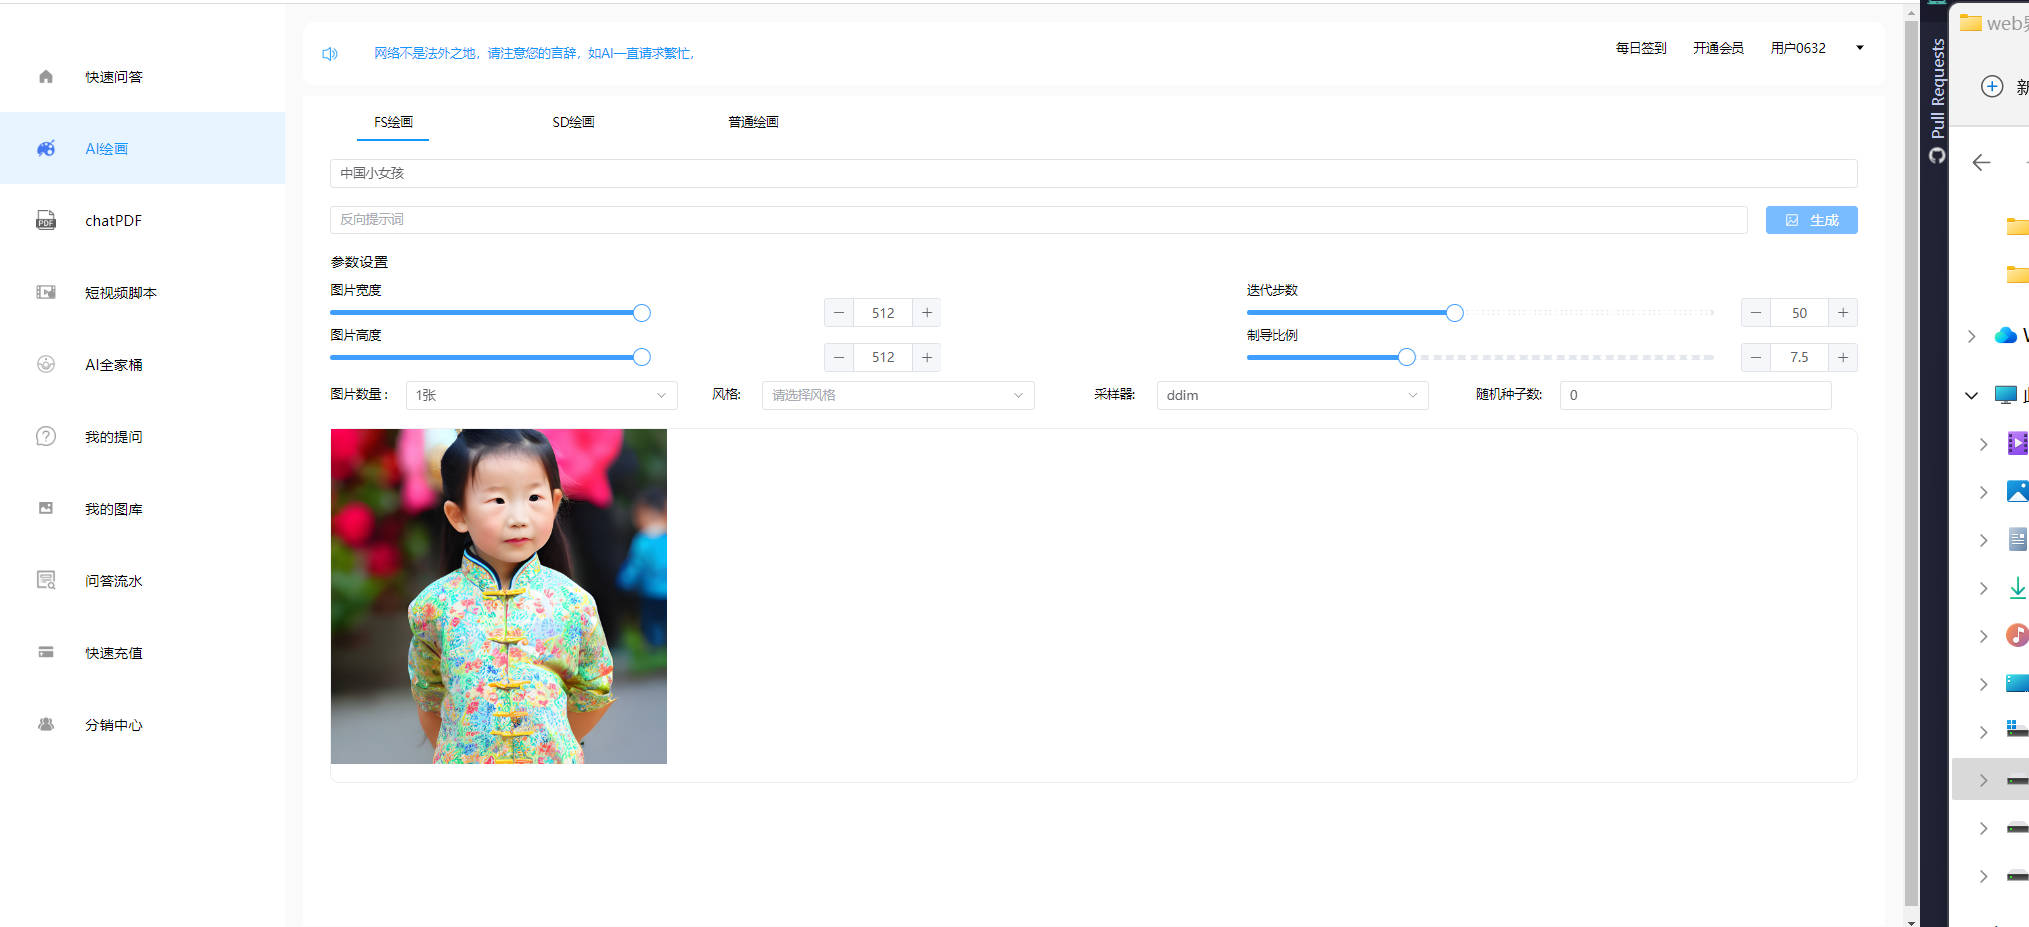 快速问答
AI绘画
PDF
chatPDF
短视频脚本
AI全家桶
我的提问
我的图库
问答流水
快速充值
分销中心
网络不是法外之地，请注意您的言辞，如AI一直请求繁忙，
每日签到 开通会员 用户0632
FS绘画 SD绘画 普通绘画
中国小女孩
反向提示词 生成
参数设置
图片宽度 512 迭代步数 50
图片高度 512 制导比例 7.5
图片数量： 1张 风格: 请选择风格 采样器: ddim 随机种子数: 0
Pull Requests
web
新